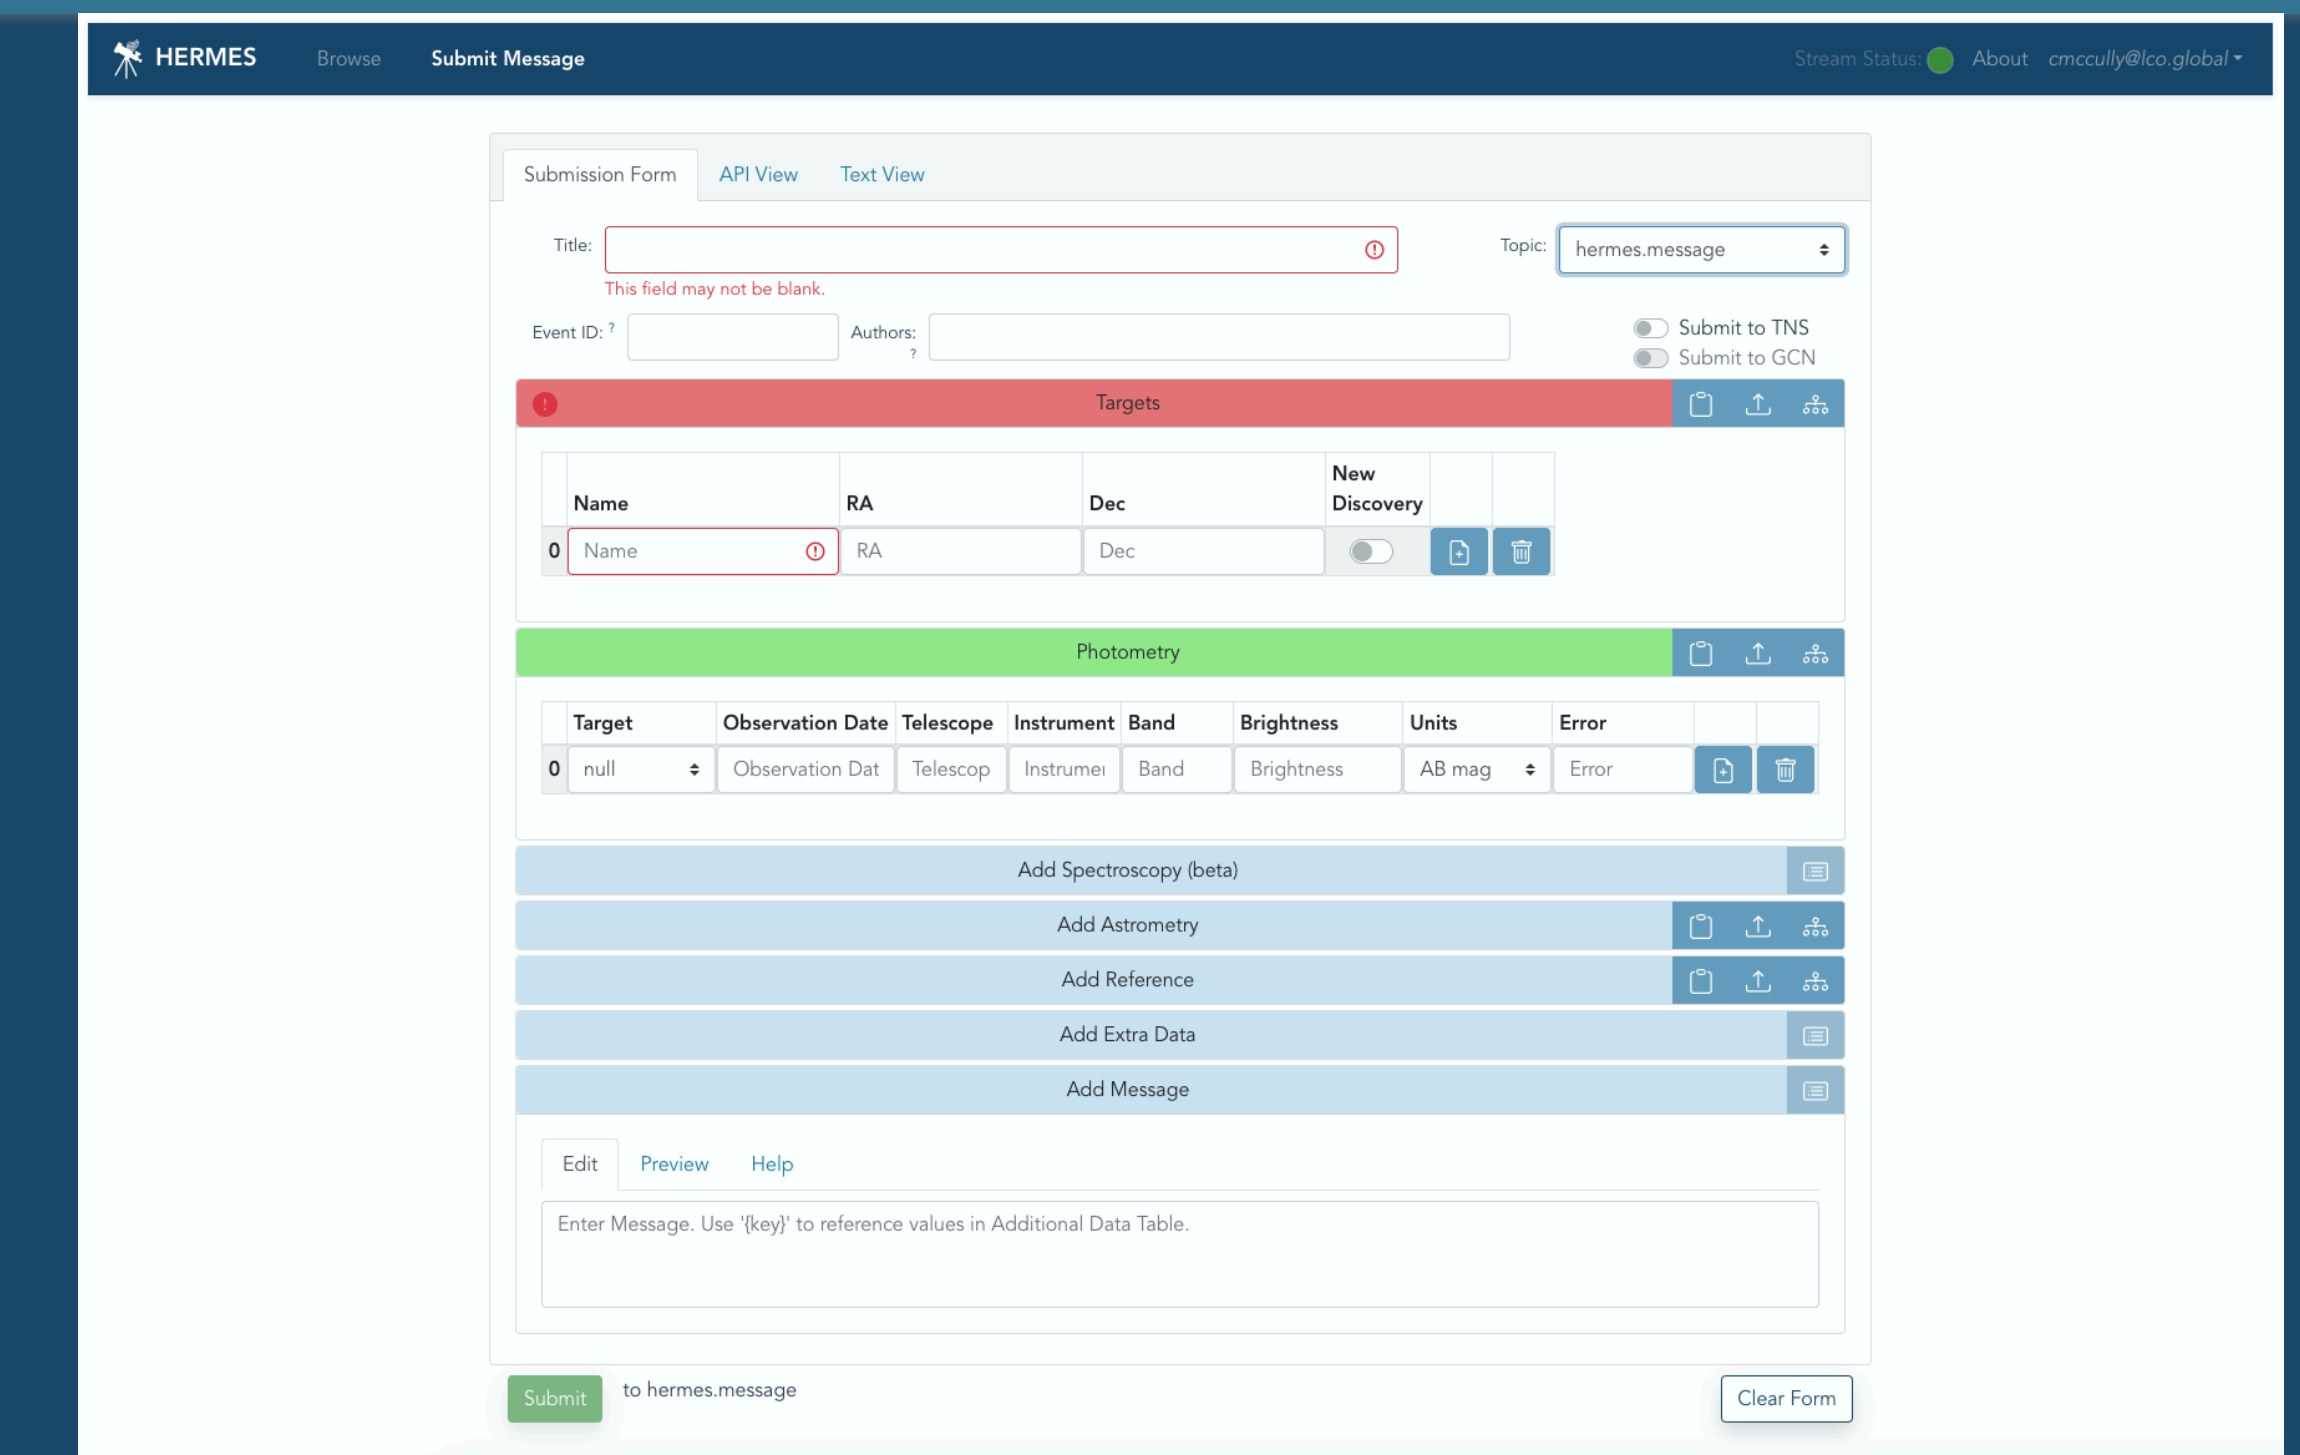 HERMES Browse Submit Message Stream Status: About cmccully@lco.global
Submission Form API View Text View
Title: Topic: hermes.message
This field may not be blank.
Event ID: ? Authors: ? Submit to TNS
Submit to GCN
Targets
Name RA Dec New Discovery
0 Name RA Dec
Photometry
Target Observation Date Telescope Instrument Band Brightness Units Error
0 null Observation Dat Telescop Instrumei Band Brightness AB mag Error
Add Spectroscopy (beta)
Add Astrometry
Add Reference
Add Extra Data
Add Message
Edit Preview Help
Enter Message. Use '{key}' to reference values in Additional Data Table.
Submit to hermes.message Clear Form